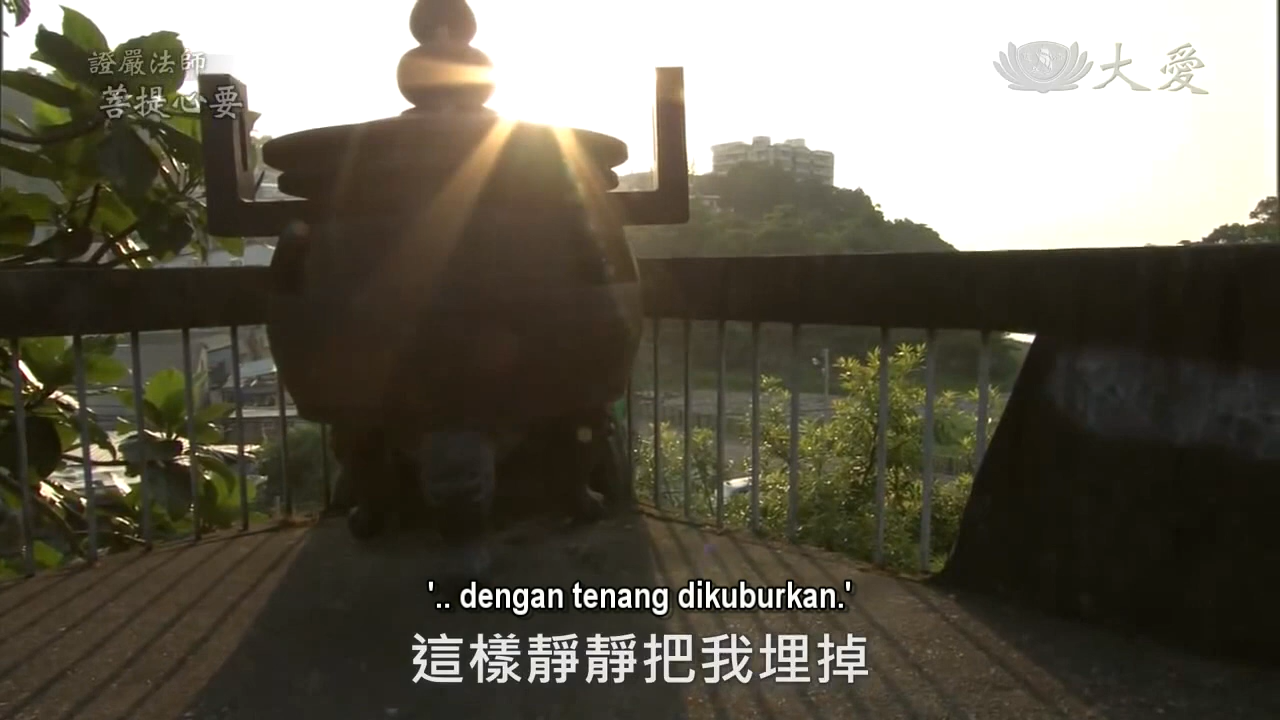 證嚴法師
菩提心要
大愛
'.. dengan tenang dikuburkan.'
這樣靜靜把我埋掉